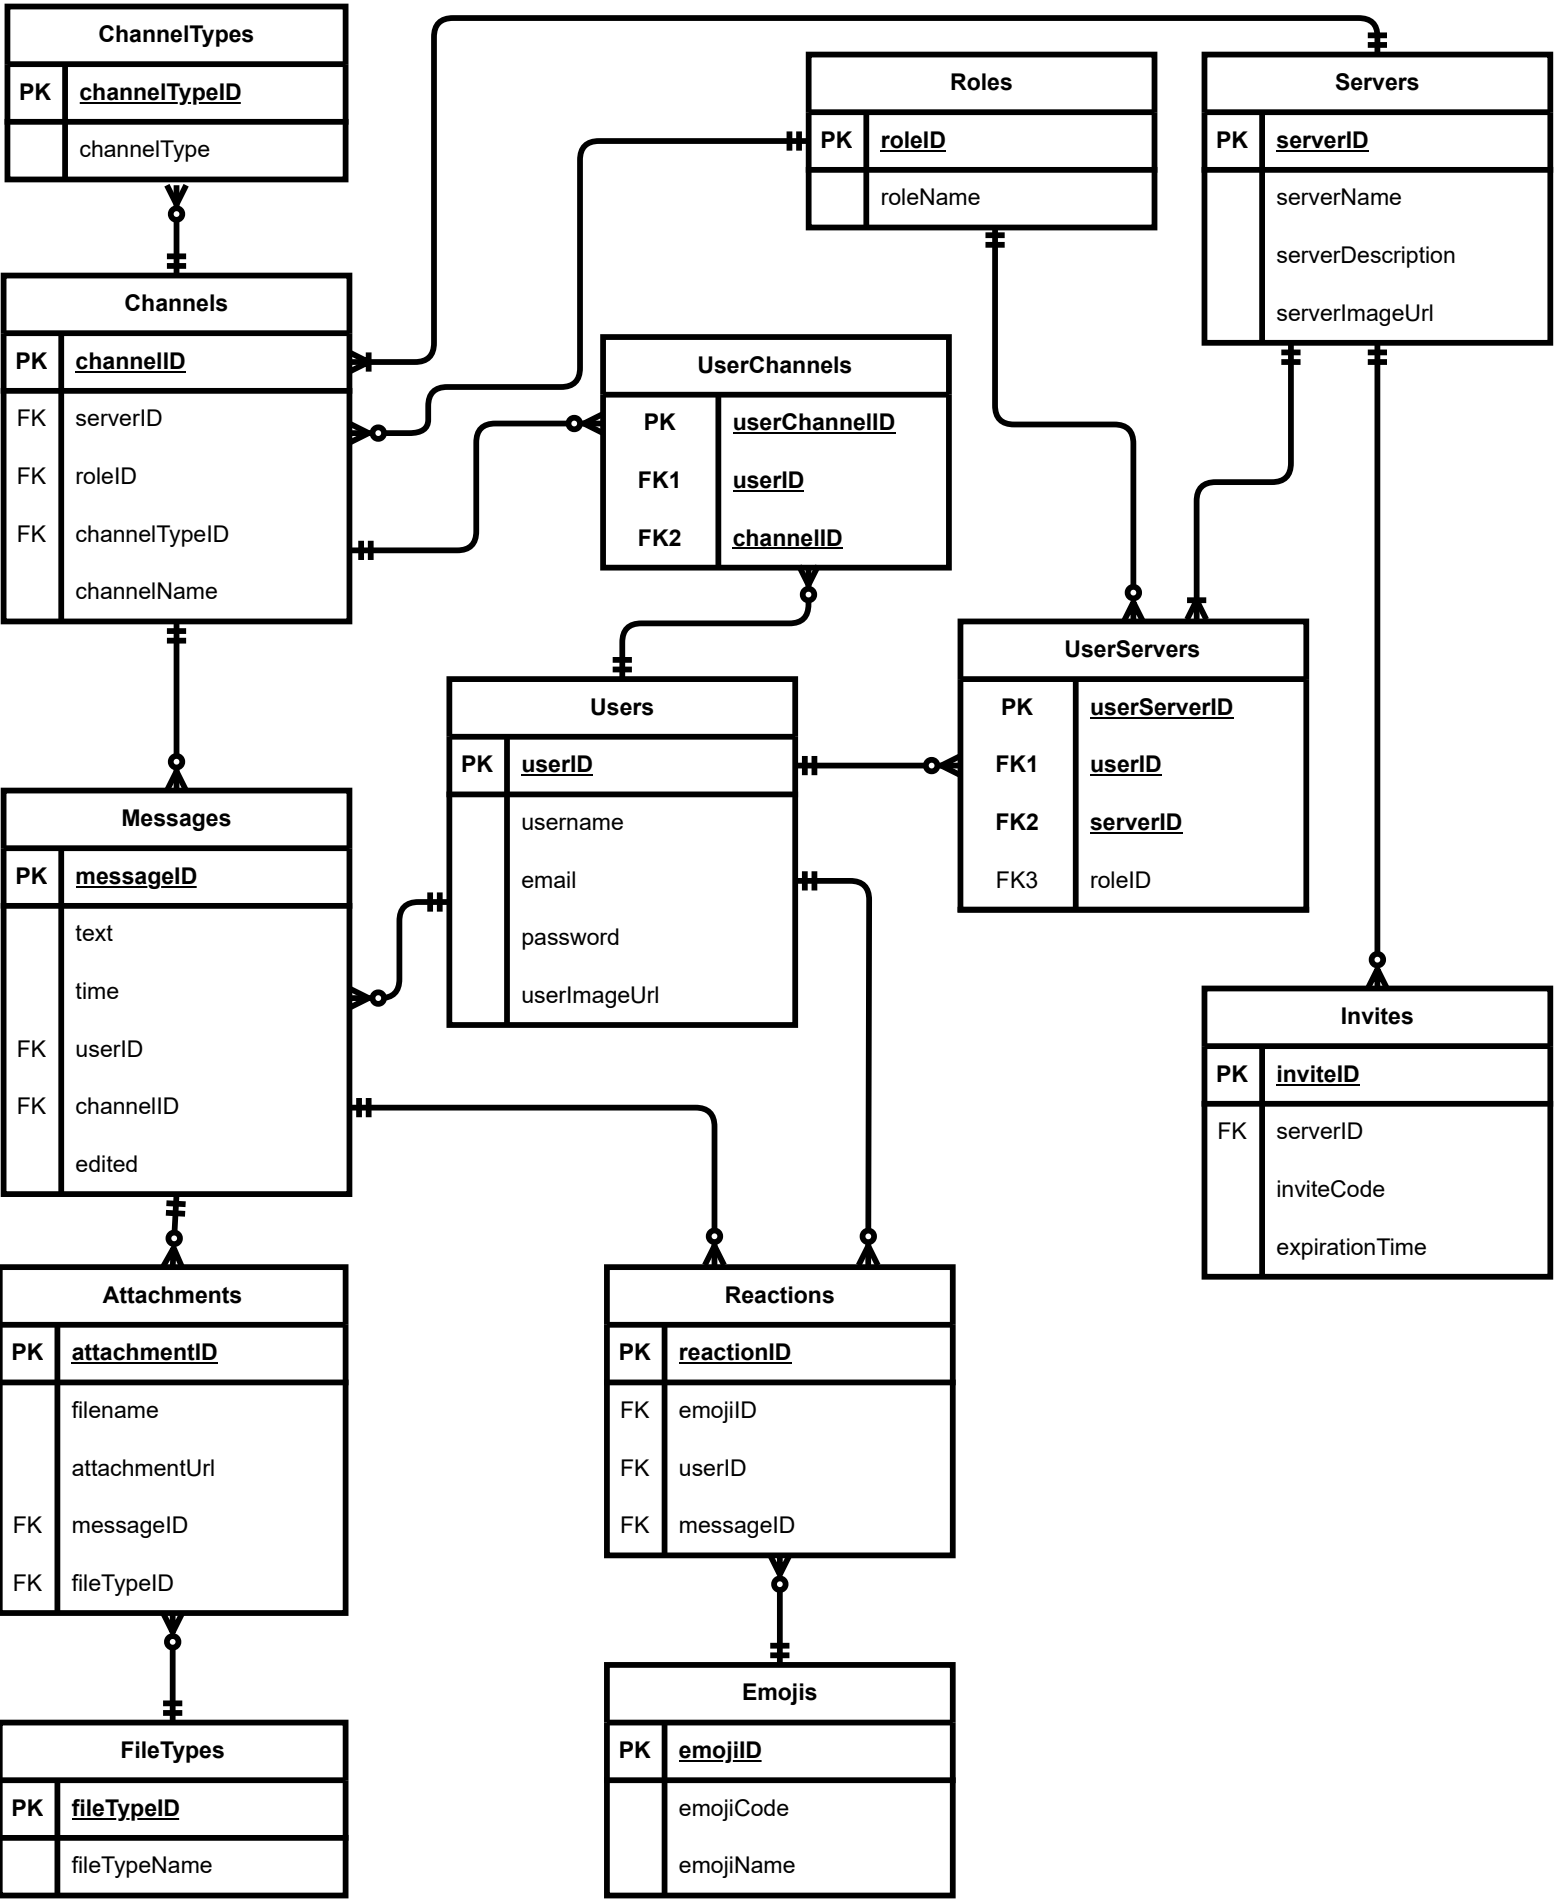 ChannelTypes
PK channelTypeID
channelType
Roles
PK roleID
roleName
Servers
PK serverID
serverName
serverDescription
serverImageUrl
Channels
PK channelID
FK serverID
FK roleID
FK channelTypeID
channelName
UserChannels
PK userChannelID
FK1 userID
FK2 channelID
UserServers
PK userServerID
FK1 userID
FK2 serverID
FK3 roleID
Users
PK userID
username
email
password
userImageUrl
Messages
PK messageID
text
time
FK userID
FK channelID
edited
Invites
PK inviteID
FK serverID
inviteCode
expirationTime
Attachments
PK attachmentID
filename
attachmentUrl
FK messageID
FK fileTypeID
Reactions
PK reactionID
FK emojiID
FK userID
FK messageID
Emojis
PK emojiID
emojiCode
emojiName
FileTypes
PK fileTypeID
fileTypeName